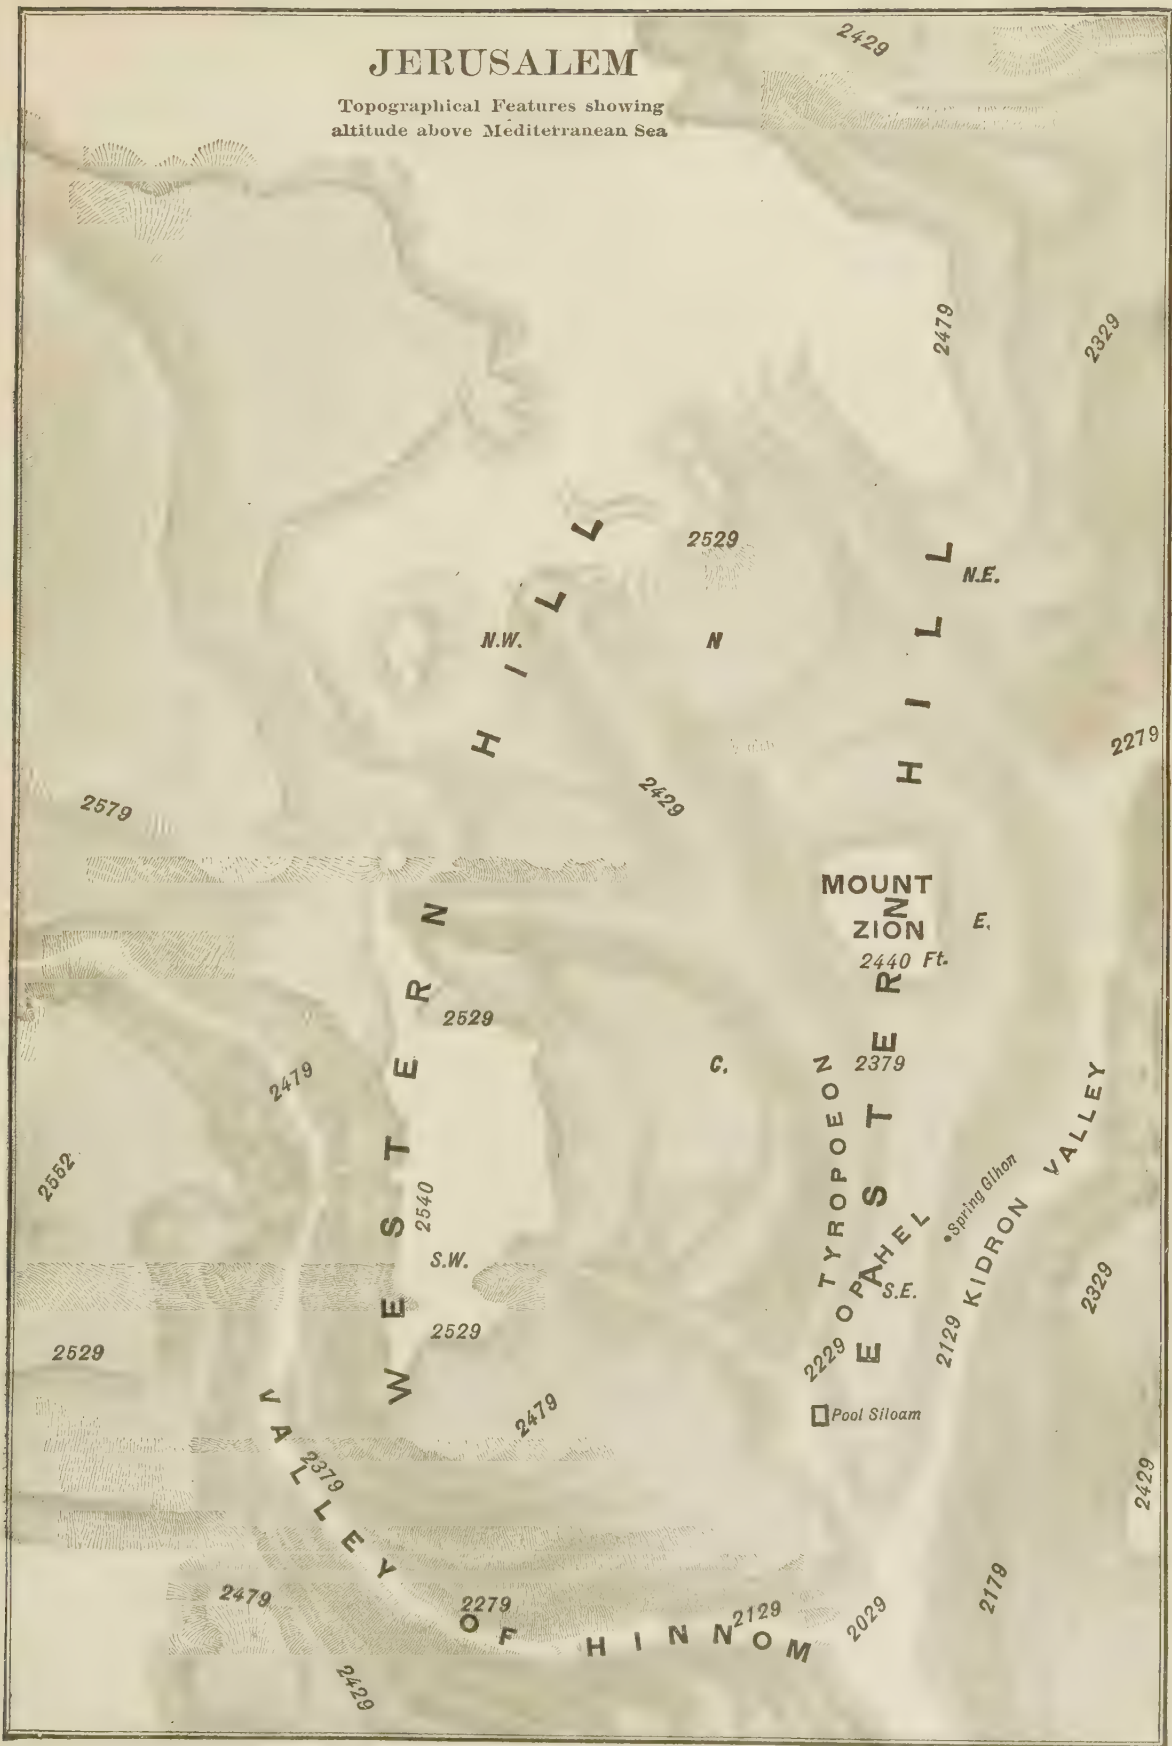 JERUSALEM
Topographical Features showing
altitude above Mediterranean Sea
2429
2479
2329
2529
N.E.
N.W.
N
2279
2579
2429
WESTERN HILL
EASTERN HILL
MOUNT
ZION
2440 Ft.
E.
2529
C.
2379
2479
TYROPOEON
KIDRON VALLEY
2552
2540
Spring Gihon
S.W.
OPAHEL
S.E.
2329
2529
2529
2229
2129
2479
Pool Siloam
VALLEY OF HINNOM
2379
2429
2479
2279
2129
2029
2179
2429